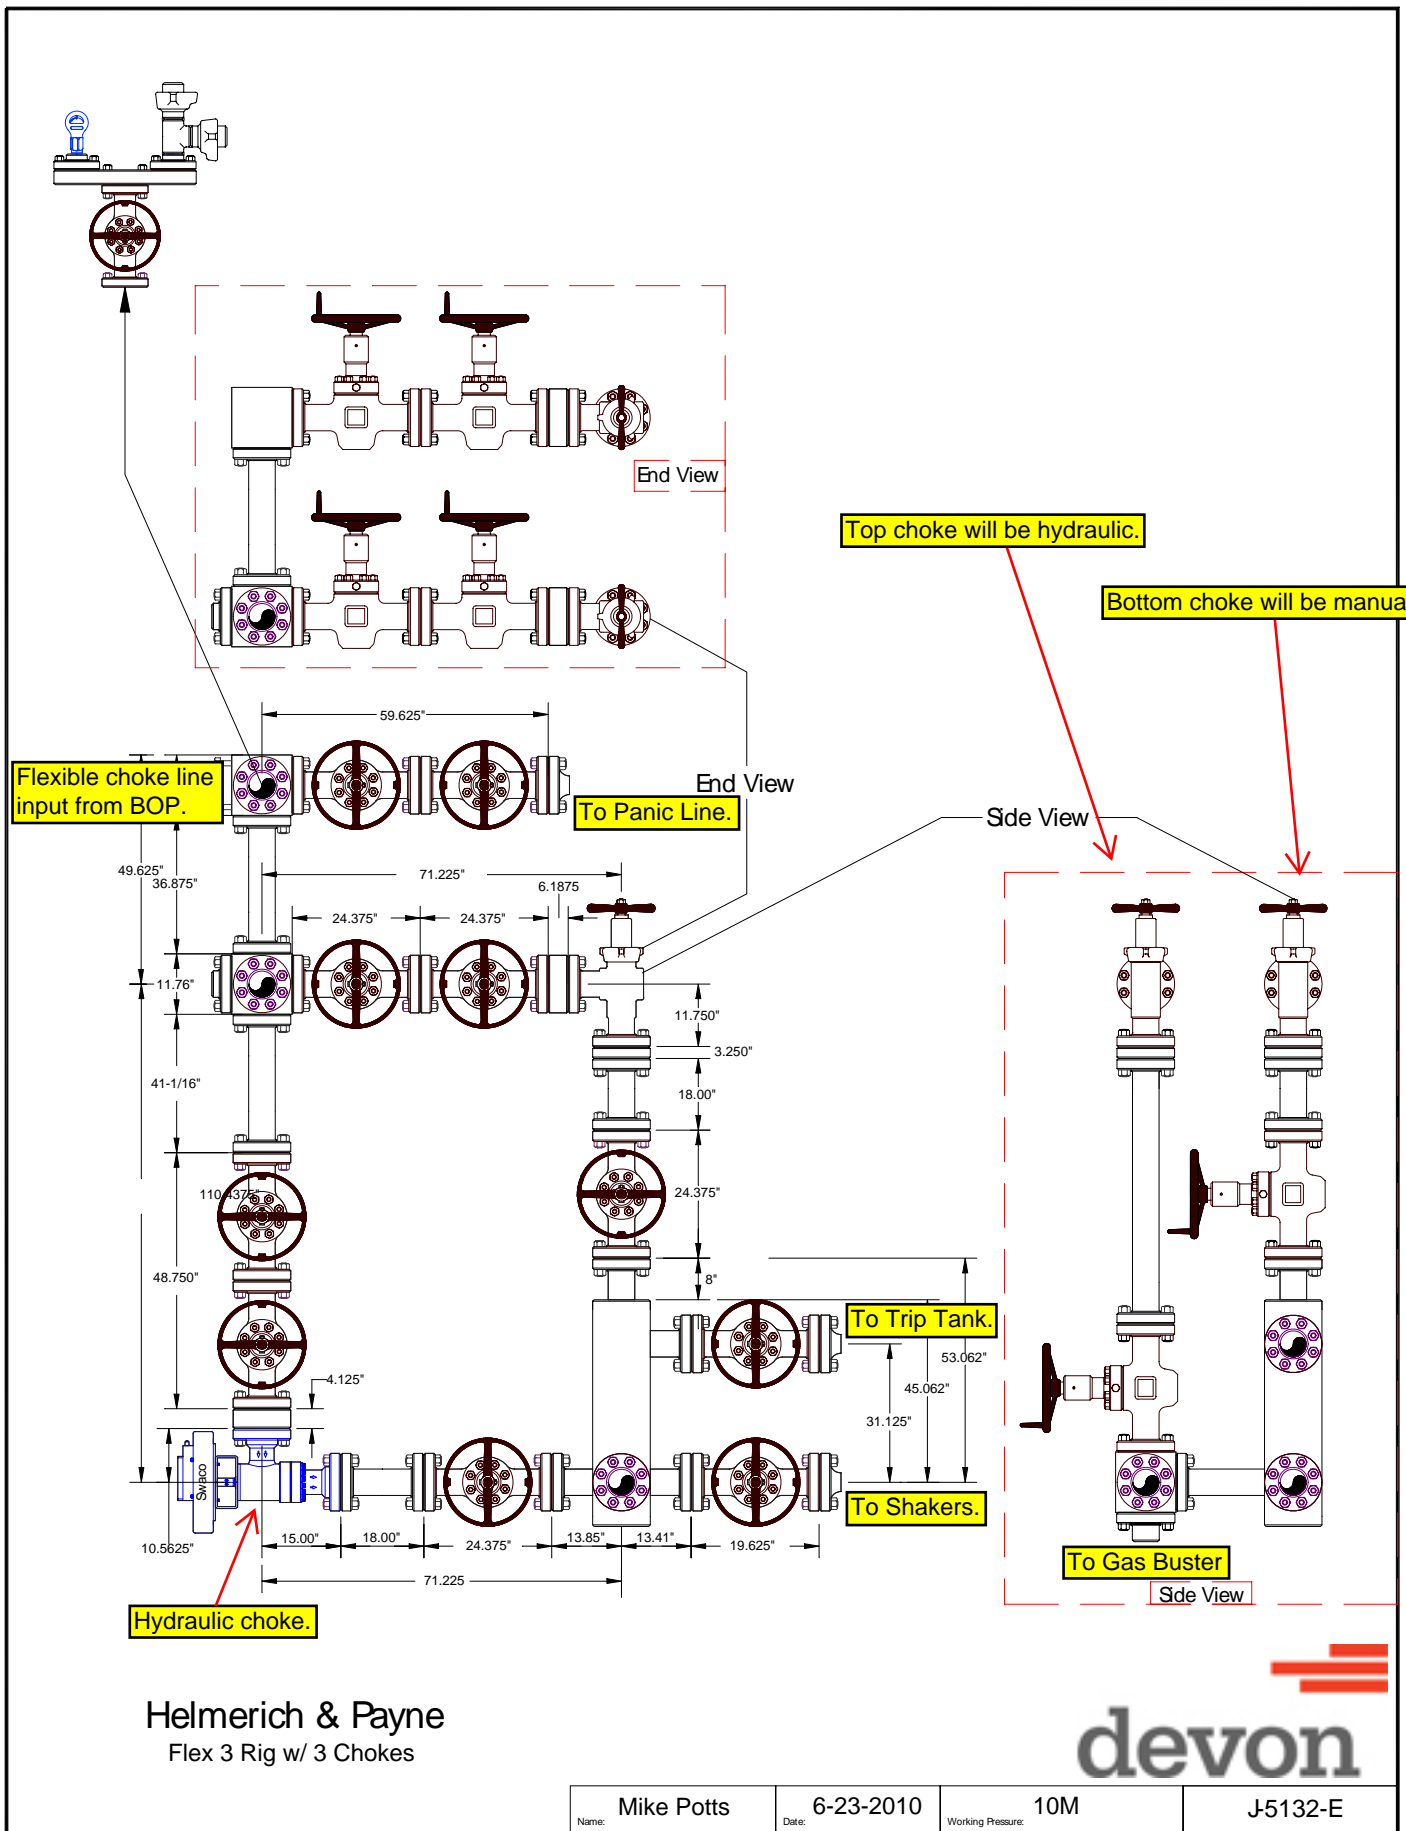 End View
Top choke will be hydraulic.
Bottom choke will be manua
59.625"
Flexible choke line
input from BOP.
End View
To Panic Line.
Side View
49.625"
36.875"
71.225"
6.1875
24.375"
24.375"
11.76"
11.750"
3.250"
41-1/16"
18.00"
110.4375"
24.375"
48.750"
8"
To Trip Tank.
53.062"
4.125"
45.062"
31.125"
Swaco
To Shakers.
10.5625"
15.00"
18.00"
24.375"
13.85"
13.41"
19.625"
To Gas Buster
71.225
Side View
Hydraulic choke.
Helmerich & Payne
Flex 3 Rig w/ 3 Chokes
devon
Name:
Mike Potts
Date:
6-23-2010
Working Pressure:
10M
J-5132-E